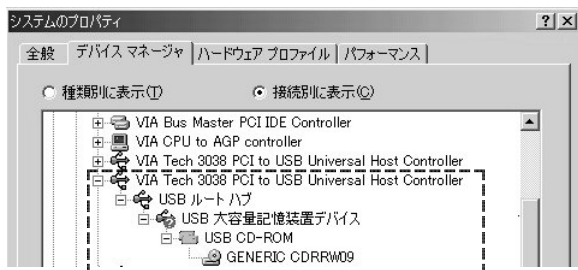 システムのプロパティ
全般 デバイス マネージャ ハードウェア プロファイル パフォーマンス
種類別に表示(T) 接続別に表示(C)
VIA Bus Master PCI IDE Controller
VIA CPU to AGP controller
VIA Tech 3038 PCI to USB Universal Host Controller
VIA Tech 3038 PCI to USB Universal Host Controller
USB ルート ハブ
USB 大容量記憶装置デバイス
USB CD-ROM
GENERIC CDRRW09